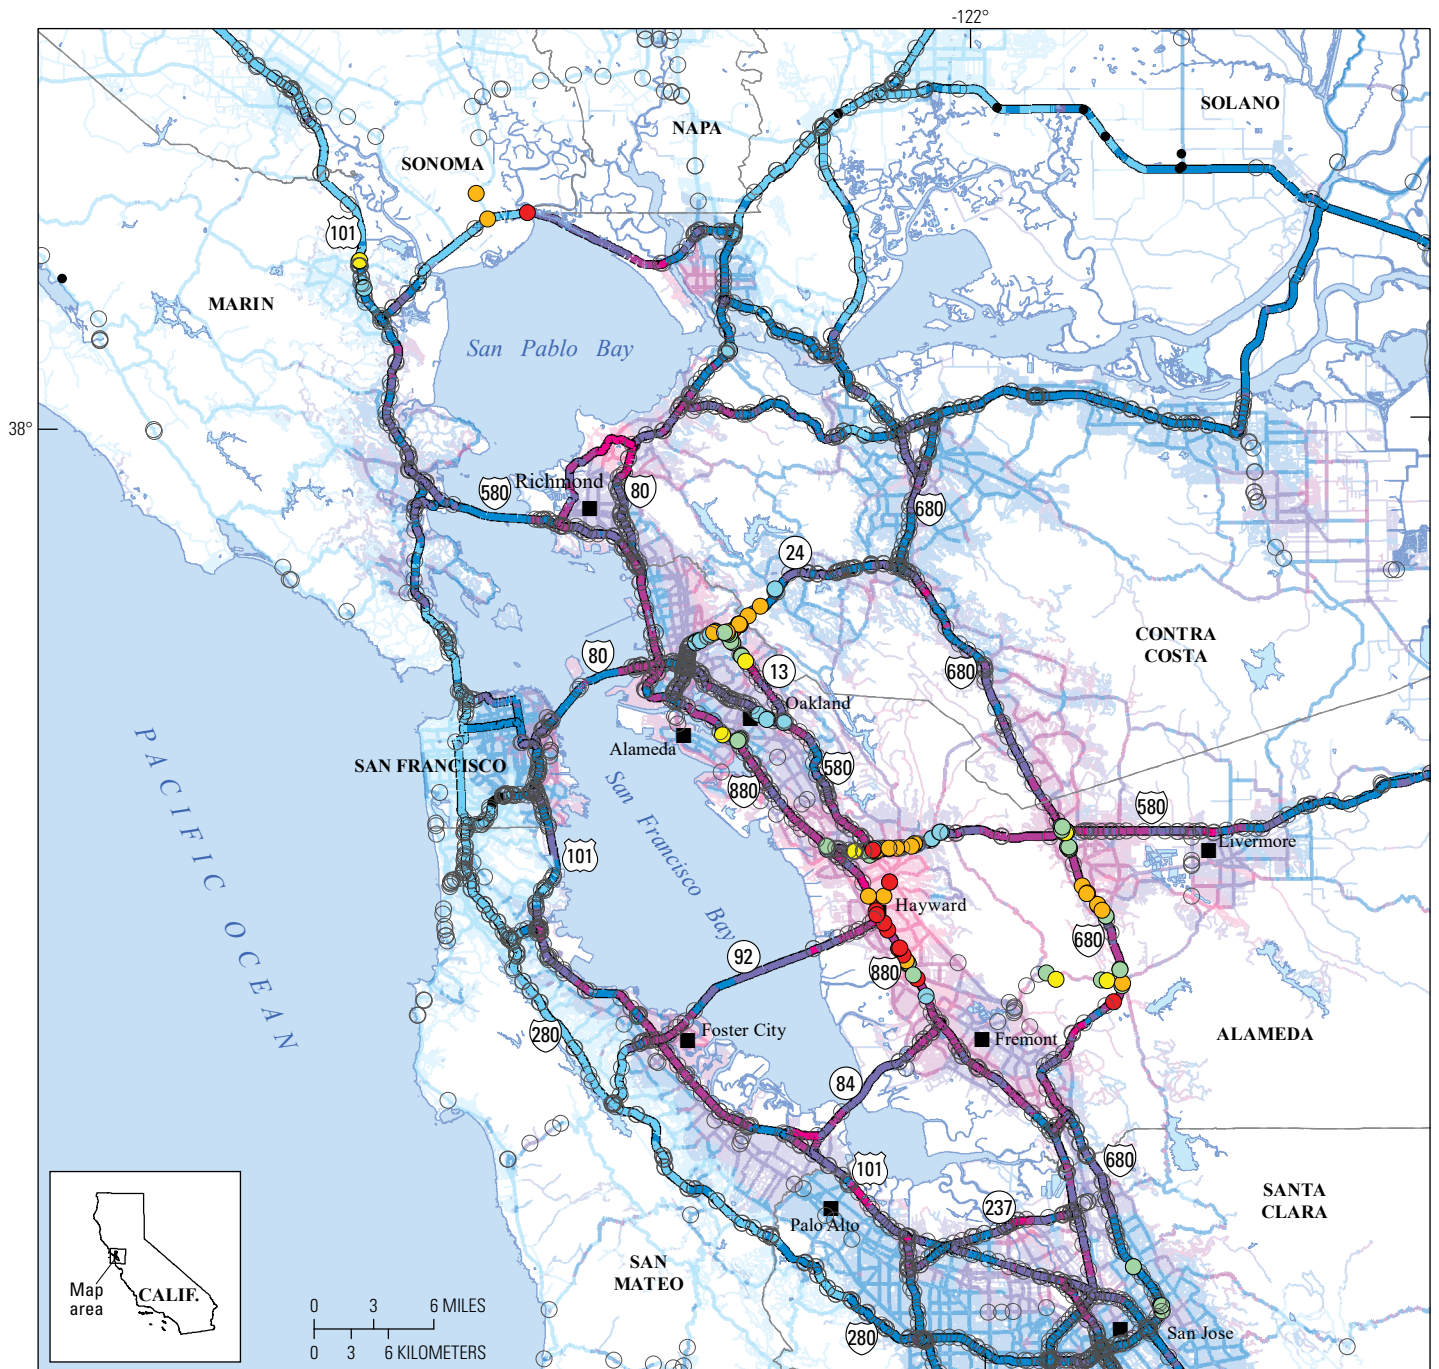 -122°
SOLANO
NAPA
SONOMA
101
MARIN
San Pablo Bay
38°
Richmond
580
80
680
24
CONTRA
COSTA
80
13
680
Oakland
Alameda
SAN FRANCISCO
580
880
580
PACIFIC OCEAN
San Francisco Bay
101
Livermore
Hayward
92
880
680
280
Foster City
Fremont
ALAMEDA
84
101
680
237
SANTA
CLARA
Palo Alto
SAN
MATEO
Map
area
CALIF.
0 3 6 MILES
0 3 6 KILOMETERS
280
San Jose